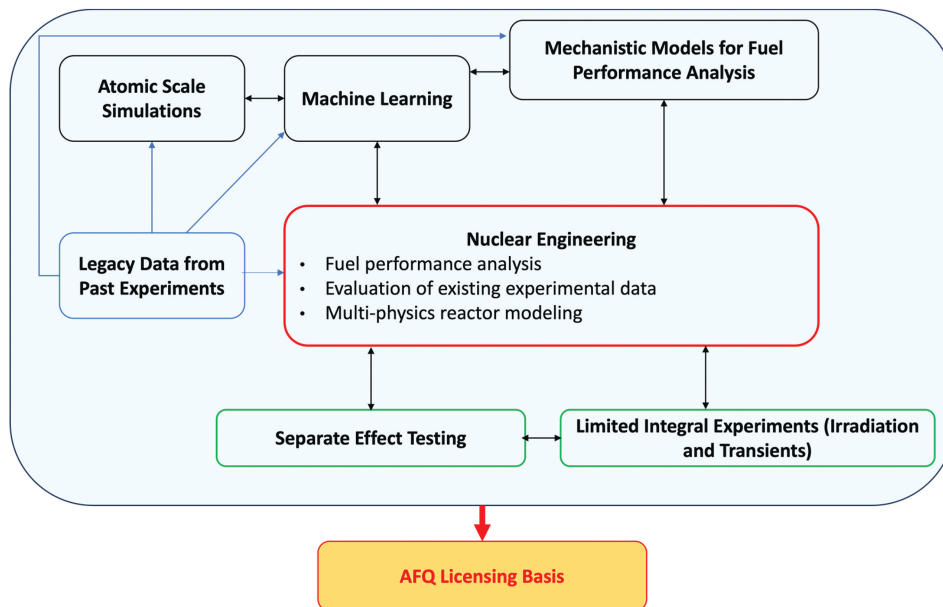 Mechanistic Models for Fuel
Performance Analysis
Atomic Scale
Simulations
Machine Learning
Legacy Data from
Past Experiments
Nuclear Engineering
• Fuel performance analysis
• Evaluation of existing experimental data
• Multi-physics reactor modeling
Separate Effect Testing
Limited Integral Experiments (Irradiation
and Transients)
AFQ Licensing Basis